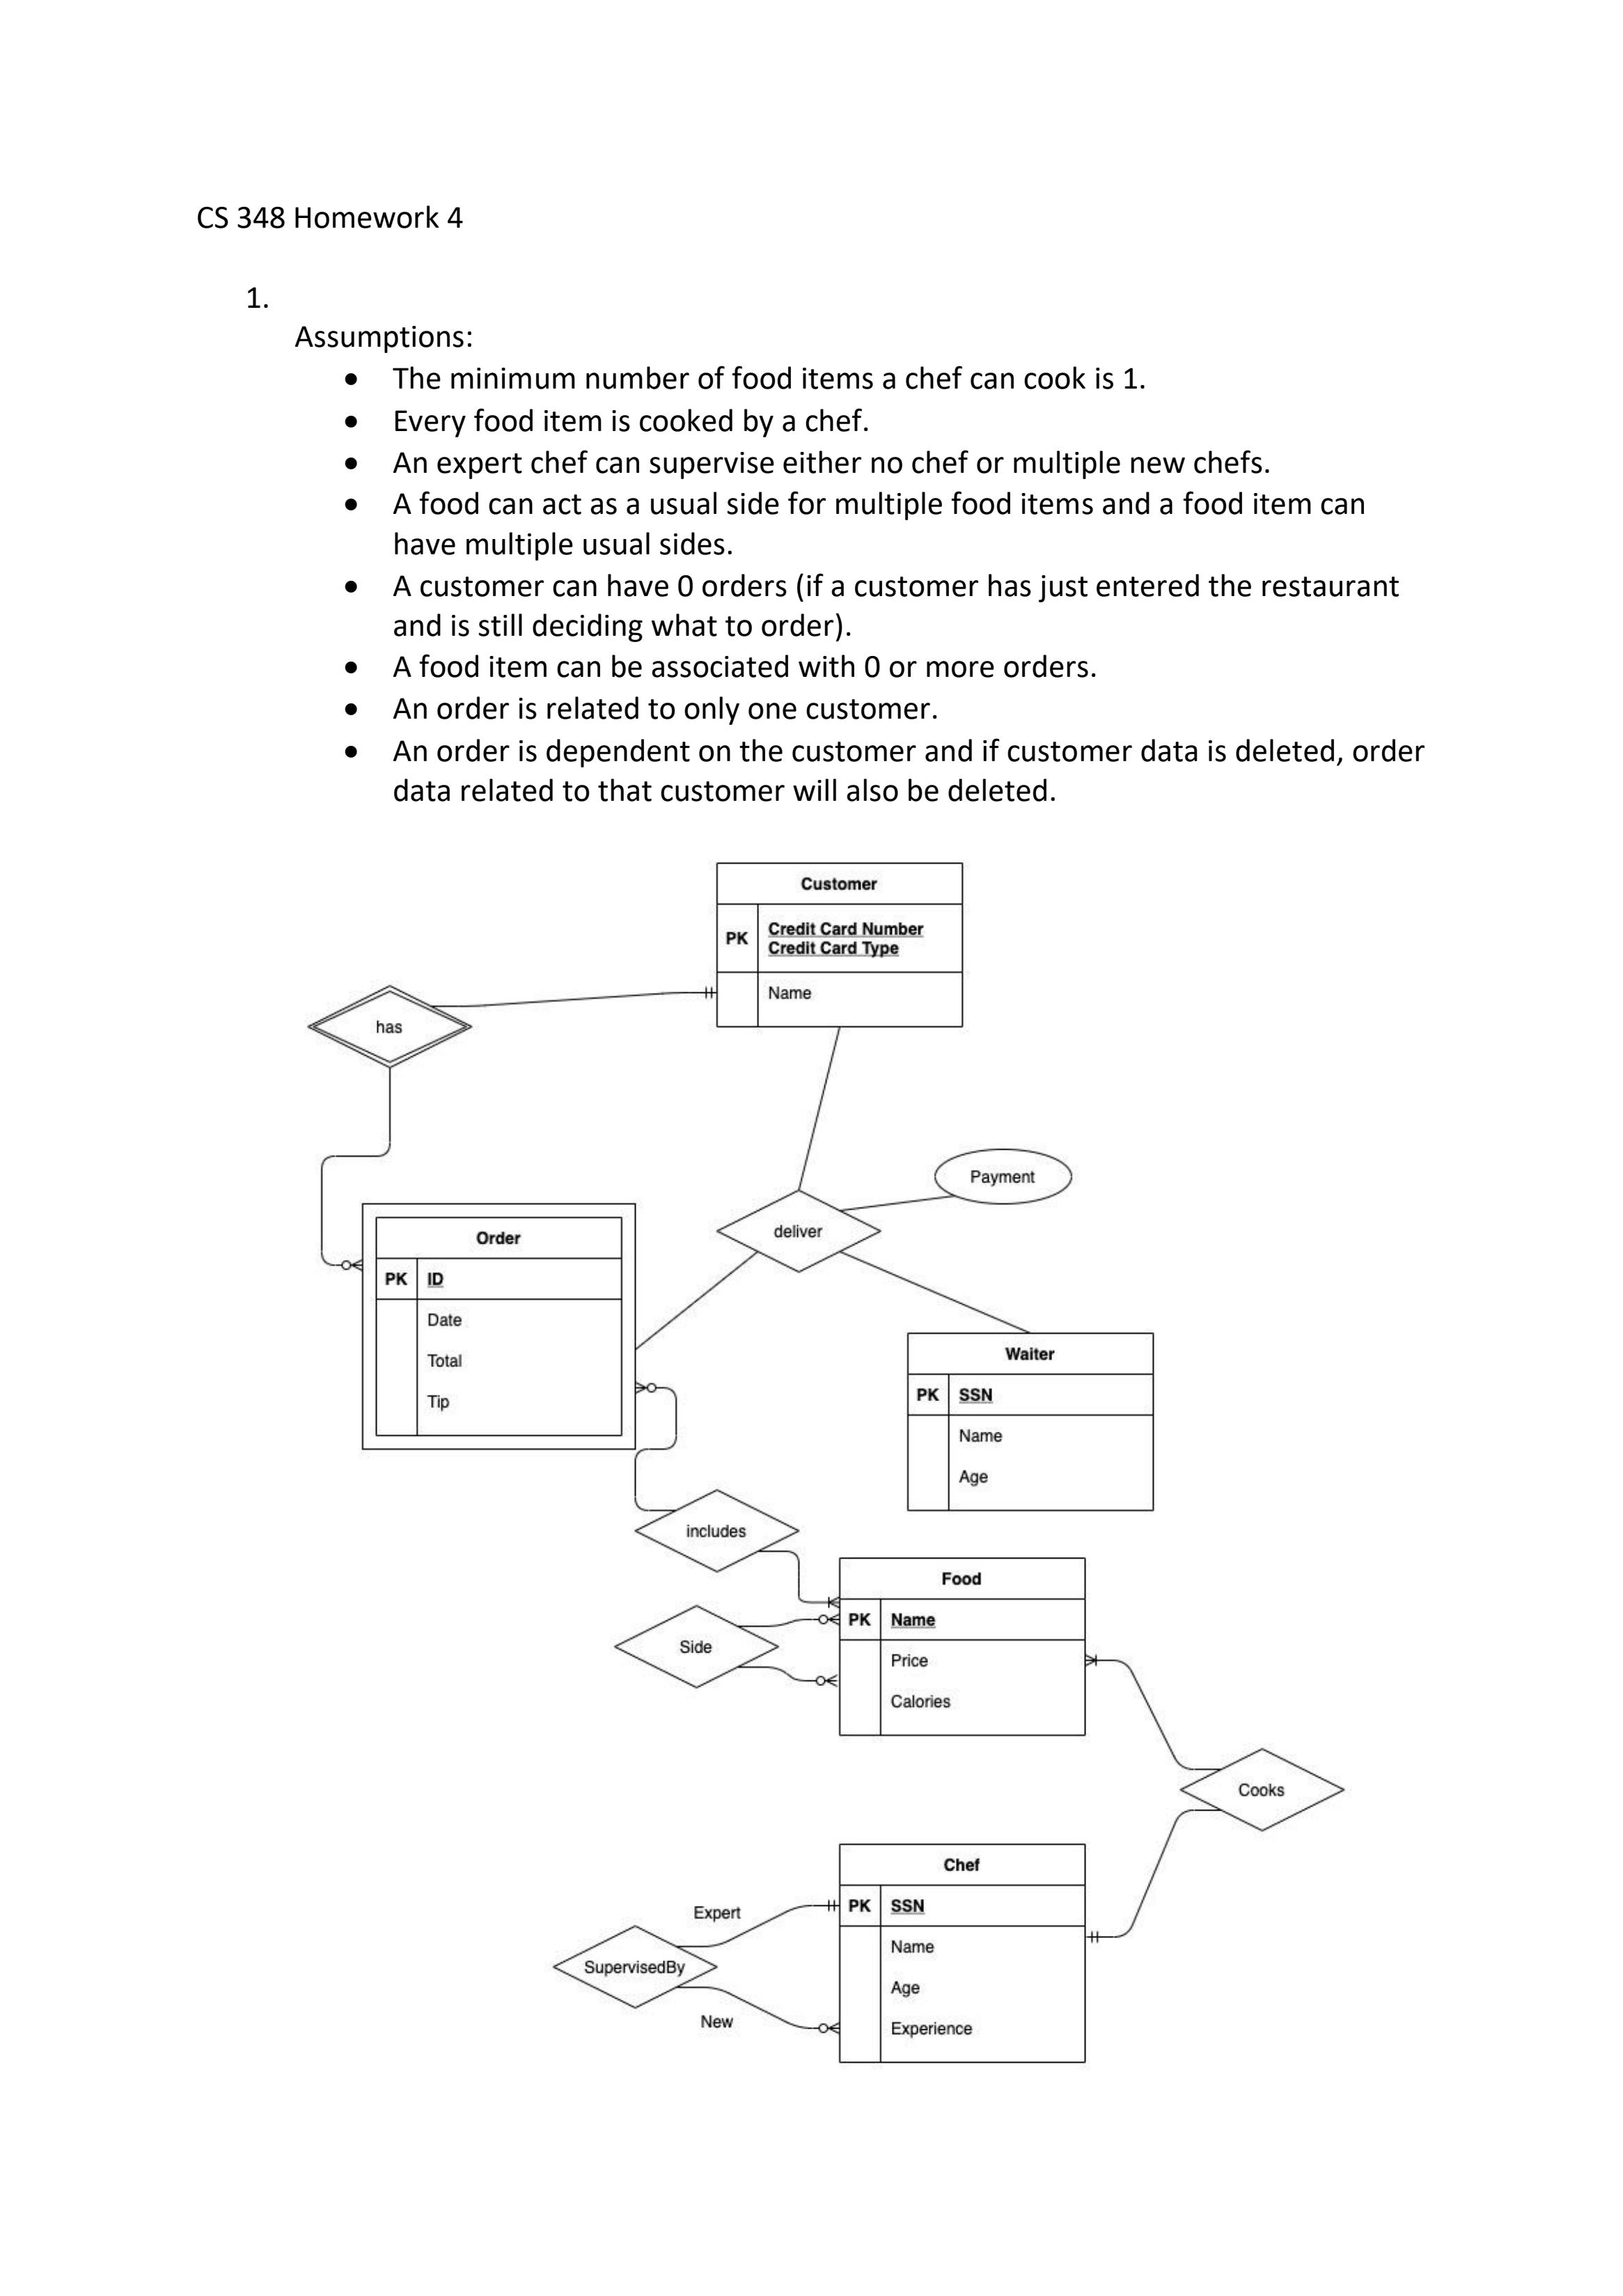 CS 348 Homework 4
1.
Assumptions:
• The minimum number of food items a chef can cook is 1.
• Every food item is cooked by a chef.
• An expert chef can supervise either no chef or multiple new chefs.
• A food can act as a usual side for multiple food items and a food item can
have multiple usual sides.
• A customer can have 0 orders (if a customer has just entered the restaurant
and is still deciding what to order).
• A food item can be associated with 0 or more orders.
• An order is related to only one customer.
• An order is dependent on the customer and if customer data is deleted, order
data related to that customer will also be deleted.
Customer
PK
Credit Card Number
Credit Card Type
Name
has
Payment
deliver
Order
PK ID
Date
Total
Tip
Waiter
PK SSN
Name
Age
includes
Food
PK Name
Price
Calories
Side
Cooks
Chef
PK SSN
Name
Age
Experience
Expert
SupervisedBy
New